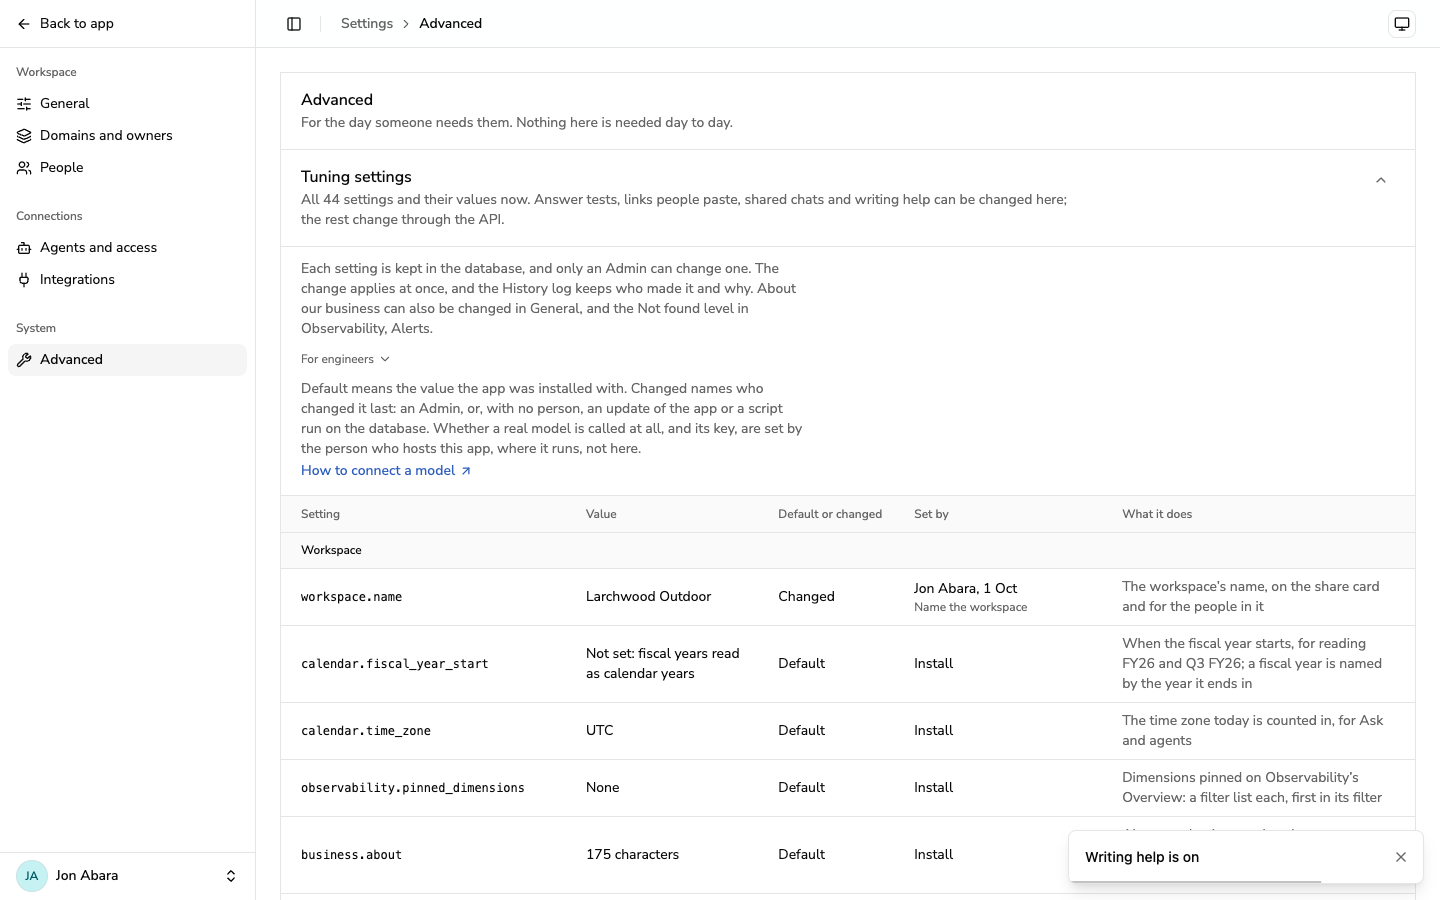 Back to app
Settings
Advanced
Workspace
General
Domains and owners
People
Connections
Agents and access
Integrations
System
Advanced
Advanced
For the day someone needs them. Nothing here is needed day to day.
Tuning settings
All 44 settings and their values now. Answer tests, links people paste, shared chats and writing help can be changed here;
the rest change through the API.
Each setting is kept in the database, and only an Admin can change one. The
change applies at once, and the History log keeps who made it and why. About
our business can also be changed in General, and the Not found level in
Observability, Alerts.
For engineers
Default means the value the app was installed with. Changed names who
changed it last: an Admin, or, with no person, an update of the app or a script
run on the database. Whether a real model is called at all, and its key, are set by
the person who hosts this app, where it runs, not here.
How to connect a model
Setting Value Default or changed Set by What it does
Workspace
workspace.name Larchwood Outdoor Changed Jon Abara, 1 Oct
Name the workspace
The workspace's name, on the share card
and for the people in it
calendar.fiscal_year_start Not set: fiscal years read
as calendar years
Default Install When the fiscal year starts, for reading
FY26 and Q3 FY26; a fiscal year is named
by the year it ends in
calendar.time_zone UTC Default Install The time zone today is counted in, for Ask
and agents
observability.pinned_dimensions None Default Install Dimensions pinned on Observability's
Overview: a filter list each, first in its filter
business.about 175 characters Default Install
Writing help is on
JA Jon Abara